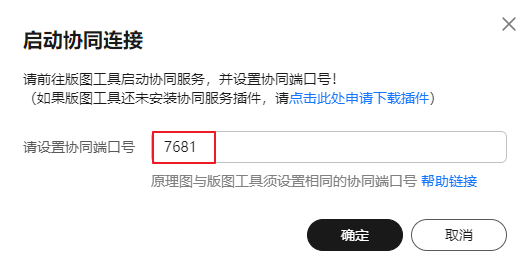 启动协同连接
请前往版图工具启动协同服务，并设置协同端口号！
（如果版图工具还未安装协同服务插件，请点击此处申请下载插件）
请设置协同端口号 7681
原理图与版图工具须设置相同的协同端口号 帮助链接
确定 取消